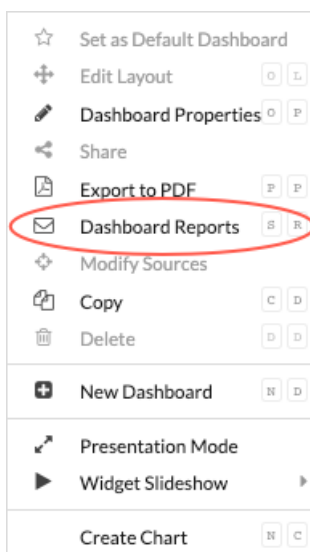 Set as Default Dashboard
Edit Layout O L
Dashboard Properties O P
Share
Export to PDF P P
Dashboard Reports S R
Modify Sources
Copy C D
Delete D D
New Dashboard N D
Presentation Mode
Widget Slideshow
Create Chart N C